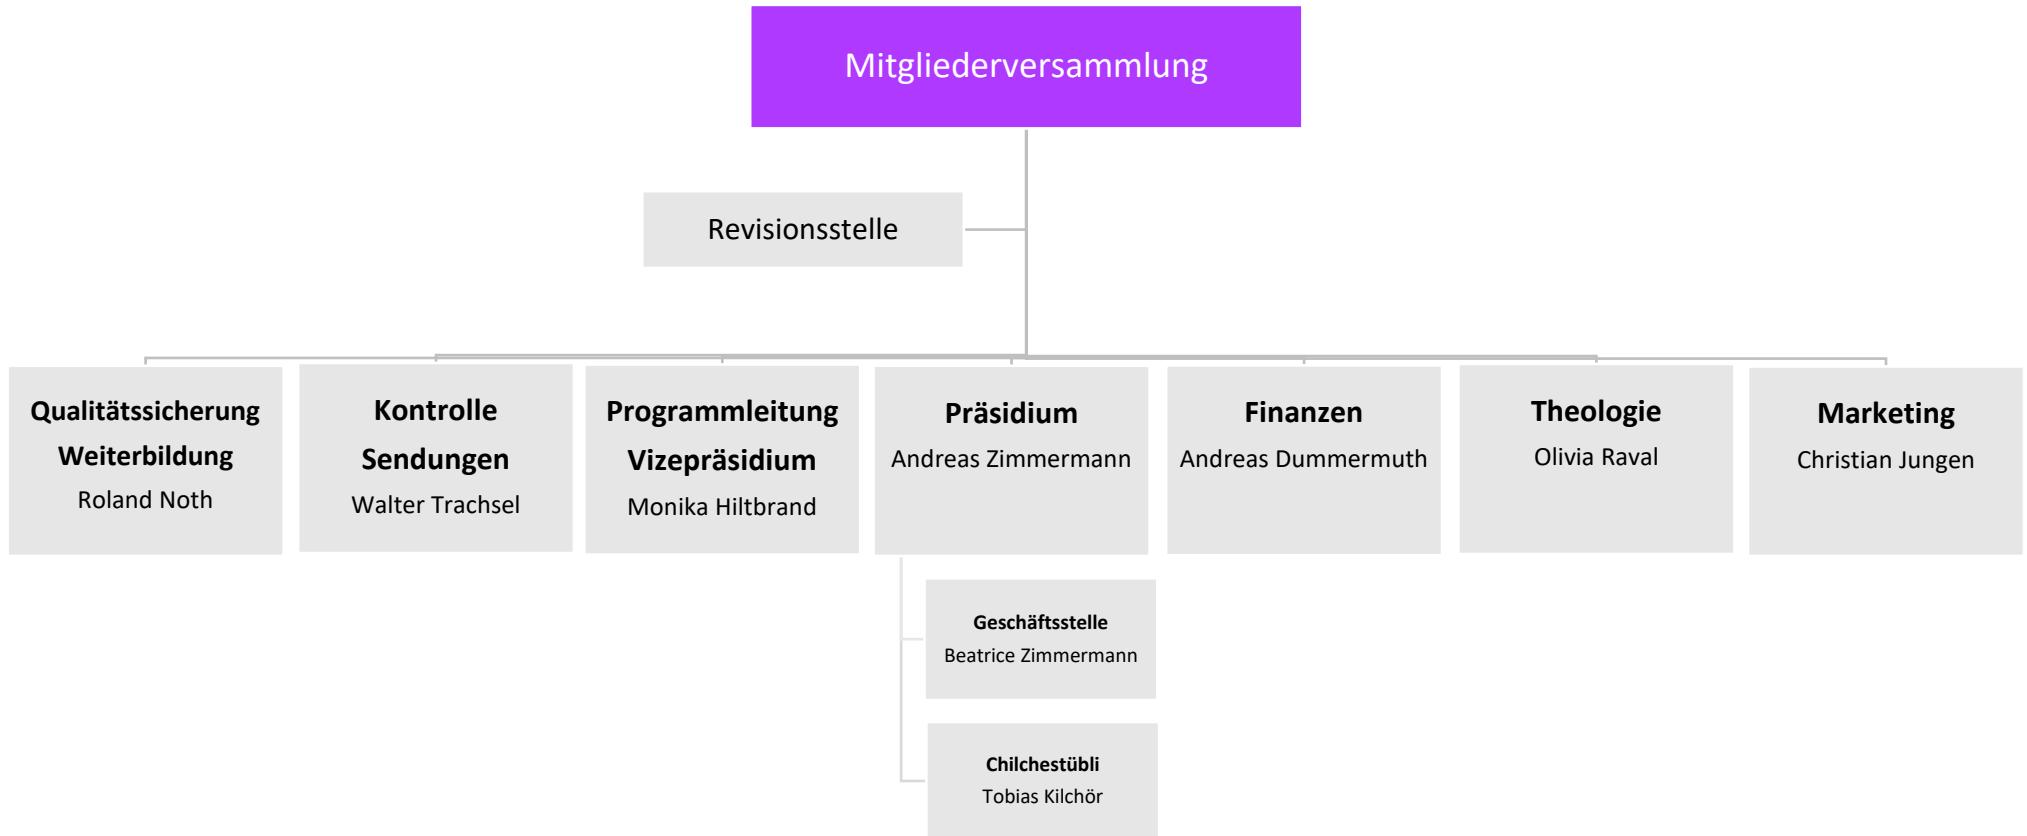 Mitgliederversammlung
Revisionsstelle
Qualitätssicherung
Weiterbildung
Roland Noth
Kontrolle
Sendungen
Walter Trachsel
Programmleitung
Vizepräsidium
Monika Hiltbrand
Präsidium
Andreas Zimmermann
Finanzen
Andreas Dummermuth
Theologie
Olivia Raval
Marketing
Christian Jungen
Geschäftsstelle
Beatrice Zimmermann
Chilchestübli
Tobias Kilchör